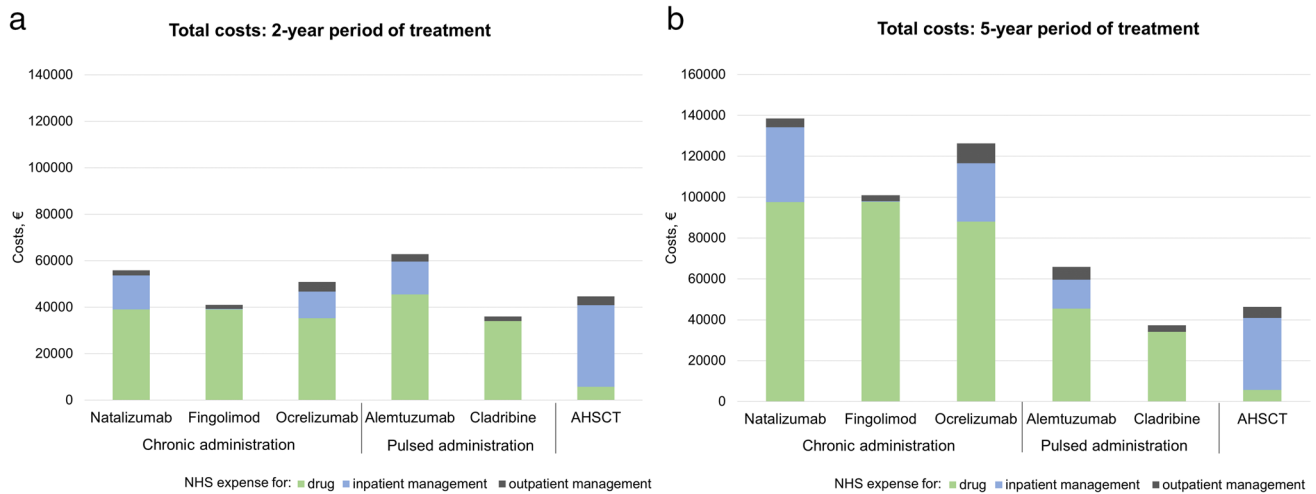 a
Total costs: 2-year period of treatment
140000
120000
100000
80000
60000
40000
20000
0
Costs, €
Natalizumab Fingolimod Ocrelizumab Alemtuzumab Cladribine AHSCT
Chronic administration Pulsed administration
NHS expense for: drug inpatient management outpatient management
b
Total costs: 5-year period of treatment
160000
140000
120000
100000
80000
60000
40000
20000
0
Costs, €
Natalizumab Fingolimod Ocrelizumab Alemtuzumab Cladribine AHSCT
Chronic administration Pulsed administration
NHS expense for: drug inpatient management outpatient management